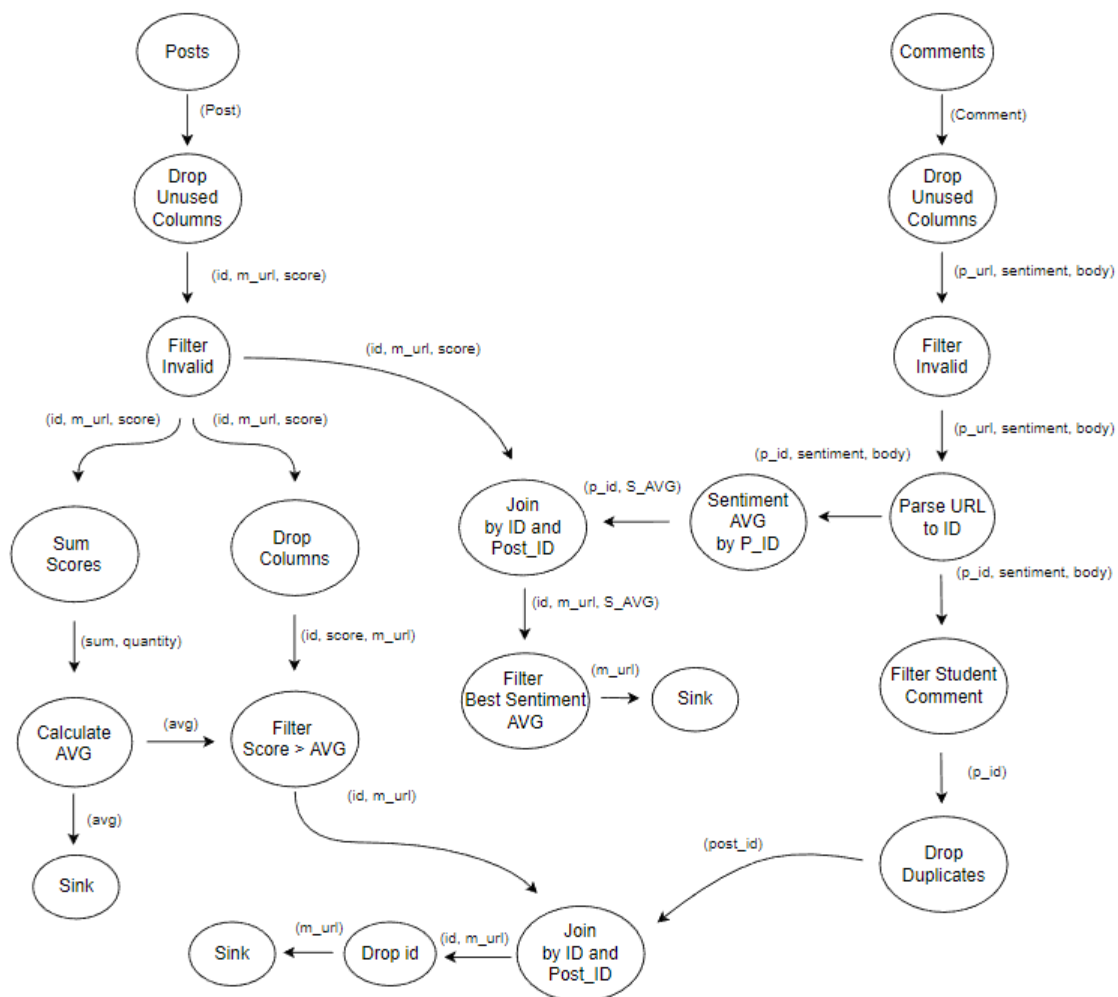 Posts
Comments
(Post)
(Comment)
Drop
Unused
Columns
Drop
Unused
Columns
(id, m_url, score)
(p_url, sentiment, body)
Filter
Invalid
(id, m_url, score)
Filter
Invalid
(id, m_url, score)
(id, m_url, score)
(p_url, sentiment, body)
(p_id, sentiment, body)
Sum
Scores
Drop
Columns
Join
by ID and
Post_ID
(p_id, S_AVG)
Sentiment
AVG
by P_ID
Parse URL
to ID
(p_id, sentiment, body)
(id, m_url, S_AVG)
(sum, quantity)
(id, score, m_url)
Filter
Best Sentiment
AVG
(m_url)
Sink
Filter Student
Comment
Calculate
AVG
(avg)
Filter
Score > AVG
(p_id)
(id, m_url)
(avg)
(post_id)
Drop
Duplicates
Sink
Sink
(m_url)
Drop id
(id, m_url)
Join
by ID and
Post_ID